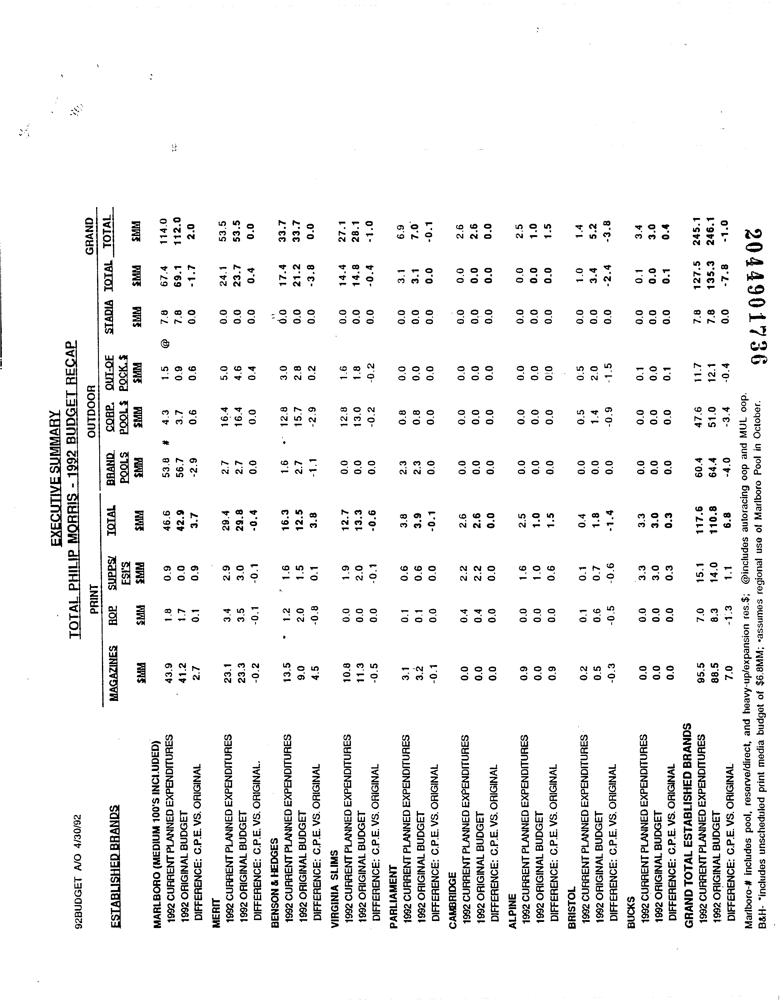 EXECUTIVE SUMMARY
TOTAL PHILIP MORRIS - 1992 BUDGET RECAP
92BUDGET A/O 4/30/92
PRINT OUTDOOR GRAND
ESTABLISHED BRANDS MAGAZINES ROP SUPPS/ FSI'S TOTAL BRAND POOLS CORP. POOL $ OUT-OF POCK. $ STADIA TOTAL TOTAL
$MM $MM $MM $MM $MM $MM $MM $MM $MM $MM
MARLBORO (MEDIUM 100'S INCLUDED)
1992 CURRENT PLANNED EXPENDITURES 43.9 1.8 0.9 46.6 53.8 # 4.3 1.5 @ 7.8 67.4 114.0
1992 ORIGINAL BUDGET 41.2 1.7 0.0 42.9 56.7 3.7 0.9 7.8 69.1 112.0
DIFFERENCE: C.P.E. VS. ORIGINAL 2.7 0.1 0.9 3.7 -2.9 0.6 0.6 0.0 -1.7 2.0
MERIT
1992 CURRENT PLANNED EXPENDITURES 23.1 3.4 2.9 29.4 2.7 16.4 5.0 0.0 24.1 53.5
1992 ORIGINAL BUDGET 23.3 3.5 3.0 29.8 2.7 16.4 4.6 0.0 23.7 53.5
DIFFERENCE: C.P.E. VS. ORIGINAL. -0.2 -0.1 -0.1 -0.4 0.0 0.0 0.4 0.0 0.4 0.0
BENSON & HEDGES
1992 CURRENT PLANNED EXPENDITURES 13.5 * 1.2 1.6 16.3 1.6 12.8 3.0 0.0 17.4 33.7
1992 ORIGINAL BUDGET 9.0 2.0 1.5 12.5 2.7 15.7 2.8 0.0 21.2 33.7
DIFFERENCE: C.P.E. VS. ORIGINAL 4.5 -0.8 0.1 3.8 -1.1 -2.9 0.2 0.0 -3.8 0.0
VIRGINIA SLIMS
1992 CURRENT PLANNED EXPENDITURES 10.8 0.0 1.9 12.7 0.0 12.8 1.6 0.0 14.4 27.1
1992 ORIGINAL BUDGET 11.3 0.0 2.0 13.3 0.0 13.0 1.8 0.0 14.8 28.1
DIFFERENCE: C.P.E. VS. ORIGINAL -0.5 0.0 -0.1 -0.6 0.0 -0.2 -0.2 0.0 -0.4 -1.0
PARLIAMENT
1992 CURRENT PLANNED EXPENDITURES 3.1 0.1 0.6 3.8 2.3 0.8 0.0 0.0 3.1 6.9
1992 ORIGINAL BUDGET 3.2 0.1 0.6 3.9 2.3 0.8 0.0 0.0 3.1 7.0
DIFFERENCE: C.P.E. VS. ORIGINAL -0.1 0.0 0.0 -0.1 0.0 0.0 0.0 0.0 0.0 -0.1
CAMBRIDGE
1992 CURRENT PLANNED EXPENDITURES 0.0 0.4 2.2 2.6 0.0 0.0 0.0 0.0 0.0 2.6
1992 ORIGINAL BUDGET 0.0 0.4 2.2 2.6 0.0 0.0 0.0 0.0 0.0 2.6
DIFFERENCE: C.P.E. VS. ORIGINAL 0.0 0.0 0.0 0.0 0.0 0.0 0.0 0.0 0.0 0.0
ALPINE
1992 CURRENT PLANNED EXPENDITURES 0.9 0.0 1.6 2.5 0.0 0.0 0.0 0.0 0.0 2.5
1992 ORIGINAL BUDGET 0.0 0.0 1.0 1.0 0.0 0.0 0.0 0.0 0.0 1.0
DIFFERENCE: C.P.E. VS. ORIGINAL 0.9 0.0 0.6 1.5 0.0 0.0 0.0 0.0 0.0 1.5
BRISTOL
1992 CURRENT PLANNED EXPENDITURES 0.2 0.1 0.1 0.4 0.0 0.5 0.5 0.0 1.0 1.4
1992 ORIGINAL BUDGET 0.5 0.6 0.7 1.8 0.0 1.4 2.0 0.0 3.4 5.2
DIFFERENCE: C.P.E. VS. ORIGINAL -0.3 -0.5 -0.6 -1.4 0.0 -0.9 -1.5 0.0 -2.4 -3.8
BUCKS
1992 CURRENT PLANNED EXPENDITURES 0.0 0.0 3.3 3.3 0.0 0.0 0.1 0.0 0.1 3.4
1992 ORIGINAL BUDGET 0.0 0.0 3.0 3.0 0.0 0.0 0.0 0.0 0.0 3.0
DIFFERENCE: C.P.E. VS. ORIGINAL 0.0 0.0 0.3 0.3 0.0 0.0 0.1 0.0 0.1 0.4
GRAND TOTAL ESTABLISHED BRANDS
1992 CURRENT PLANNED EXPENDITURES 95.5 7.0 15.1 117.6 60.4 47.6 11.7 7.8 127.5 245.1
1992 ORIGINAL BUDGET 88.5 8.3 14.0 110.8 64.4 51.0 12.1 7.8 135.3 246.1
DIFFERENCE: C.P.E. VS. ORIGINAL 7.0 -1.3 1.1 6.8 -4.0 -3.4 -0.4 0.0 -7.8 -1.0
Marlboro-# includes pool, reserve/direct, and heavy-up/expansion res.$; @includes autoracing oop and MUL oop.
B&H- *includes unscheduled print media budget of $6.8MM; •assumes regional use of Marlboro Pool in October.
2044901736